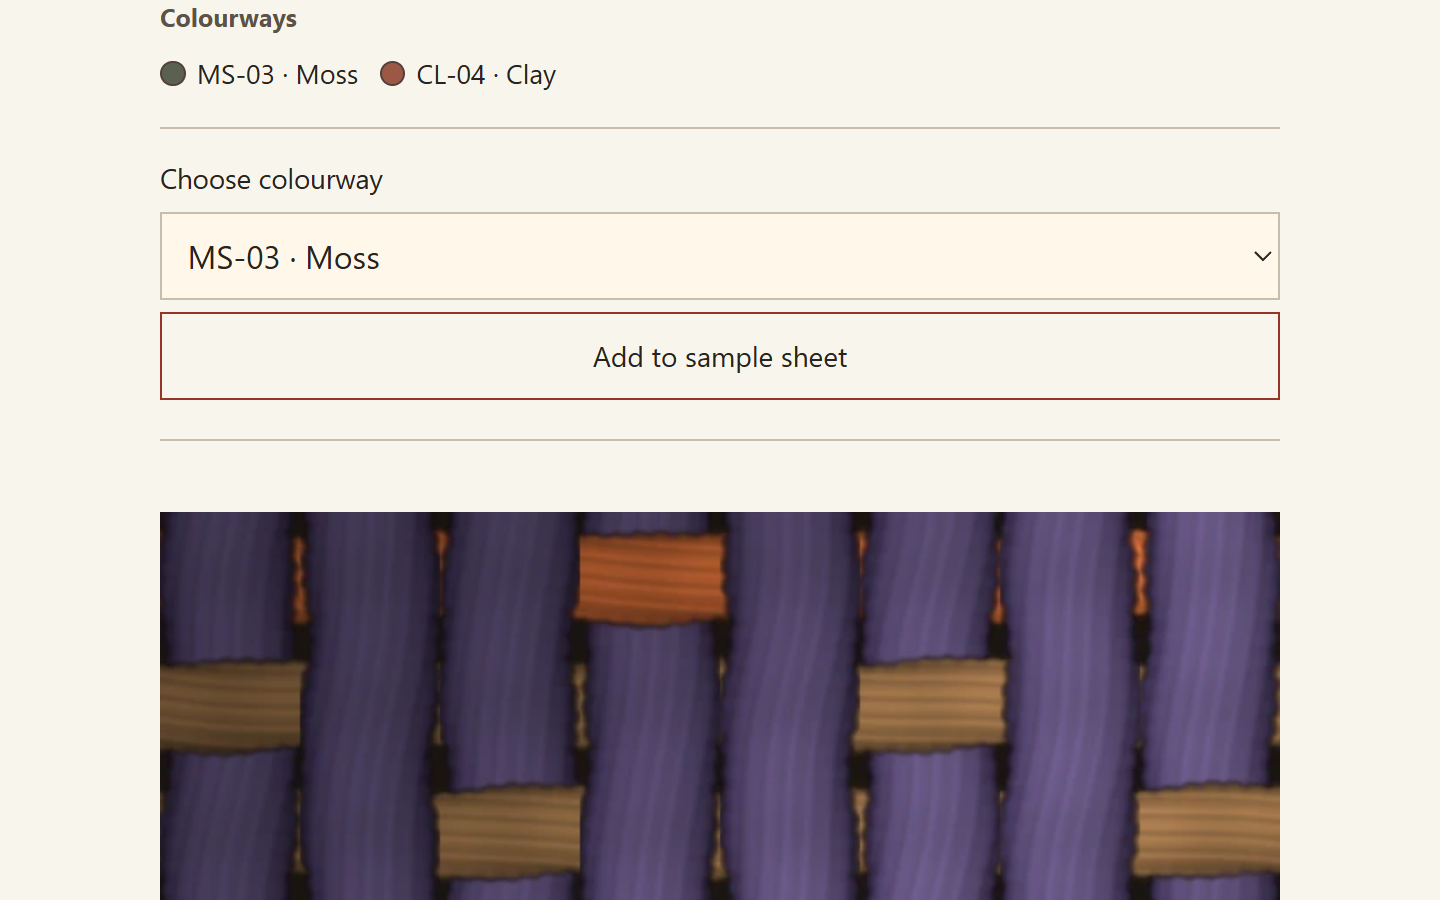 Colourways
MS-03 · Moss CL-04 · Clay
Choose colourway
MS-03 · Moss
Add to sample sheet